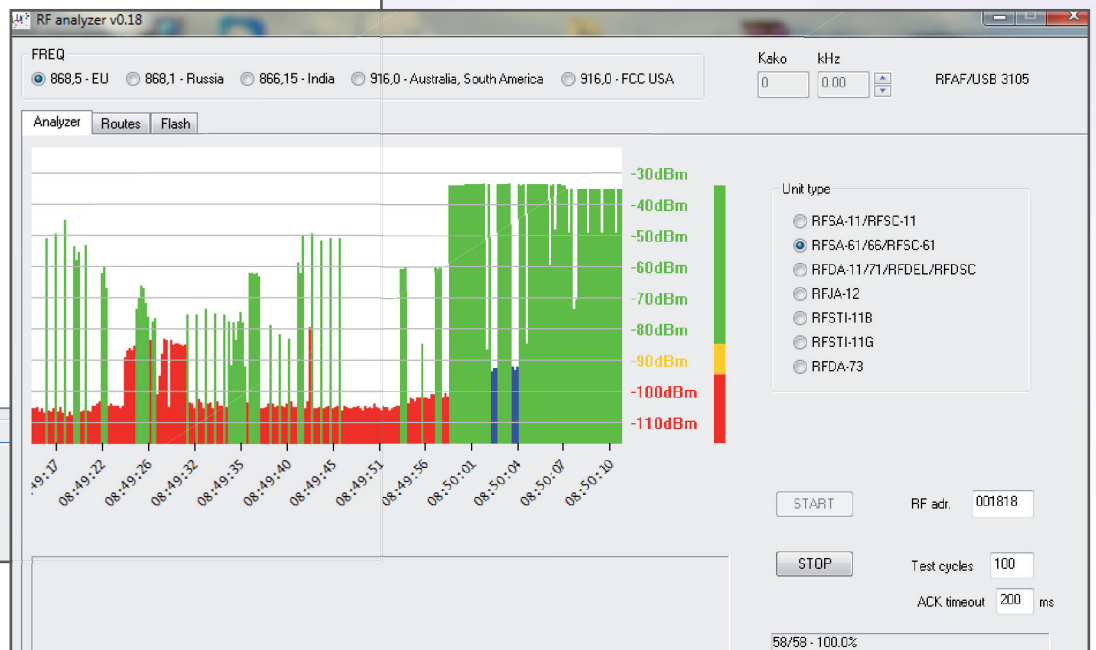 RF analyzer v0.18
FREQ
868,5 - EU
868,1 - Russia
866,15 - India
916,0 - Australia, South America
916,0 - FCC USA
Kako
kHz
0
0.00
RFAF/USB 3105
Analyzer
Routes
Flash
-30dBm
-40dBm
-50dBm
-60dBm
-70dBm
-80dBm
-90dBm
-100dBm
-110dBm
:49:17
08:49:22
08:49:26
08:49:32
08:49:35
08:49:40
08:49:45
08:49:51
08:49:56
08:50:01
08:50:04
08:50:07
08:50:10
Unit type
RFSA-11/RFSC-11
RFSA-61/66/RFSC-61
RFDA-11/71/RFDEL/RFDSC
RFJA-12
RFSTI-11B
RFSTI-11G
RFDA-73
START
RF adr.
001818
STOP
Test cycles
100
ACK timeout
200
ms
58/58 - 100.0%